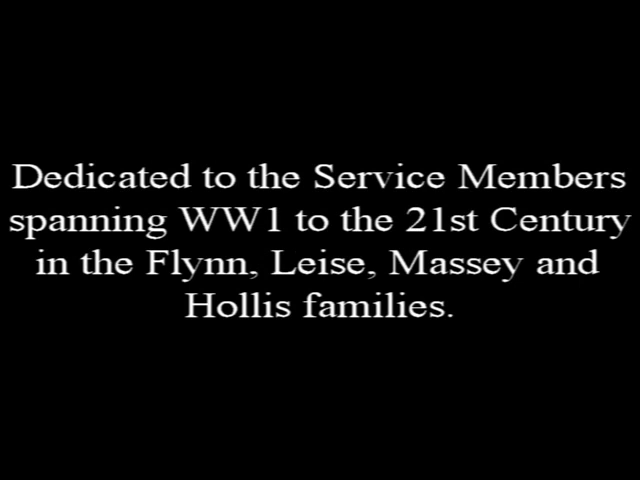 Dedicated to the Service Members
spanning WW1 to the 21st Century
in the Flynn, Leise, Massey and
Hollis families.